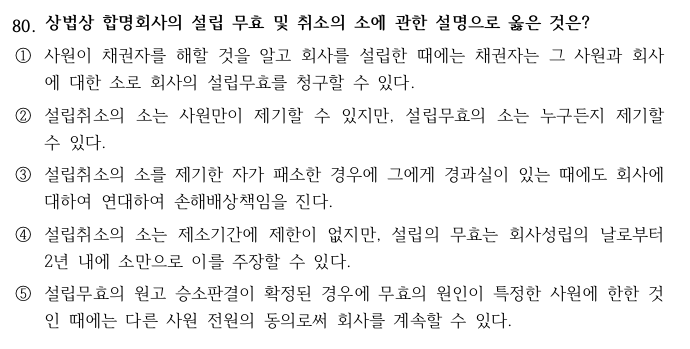 80. 상법상 합명회사의 설립 무효 및 취소의 소에 관한 설명으로 옳은 것은?
① 사원이 채권자를 해할 것을 알고 회사를 설립한 때에는 채권자는 그 사원과 회사
에 대한 소로 회사의 설립무효를 청구할 수 있다.
② 설립취소의 소는 사원만이 제기할 수 있지만, 설립무효의 소는 누구든지 제기할
수 있다.
③ 설립취소의 소를 제기한 자가 패소한 경우에 그에게 경과실이 있는 때에도 회사에
대하여 연대하여 손해배상책임을 진다.
④ 설립취소의 소는 제소기간에 제한이 없지만, 설립의 무효는 회사성립의 날로부터
2년 내에 소만으로 이를 주장할 수 있다.
⑤ 설립무효의 원고 승소판결이 확정된 경우에 무효의 원인이 특정한 사원에 한한 것
인 때에는 다른 사원 전원의 동의로써 회사를 계속할 수 있다.